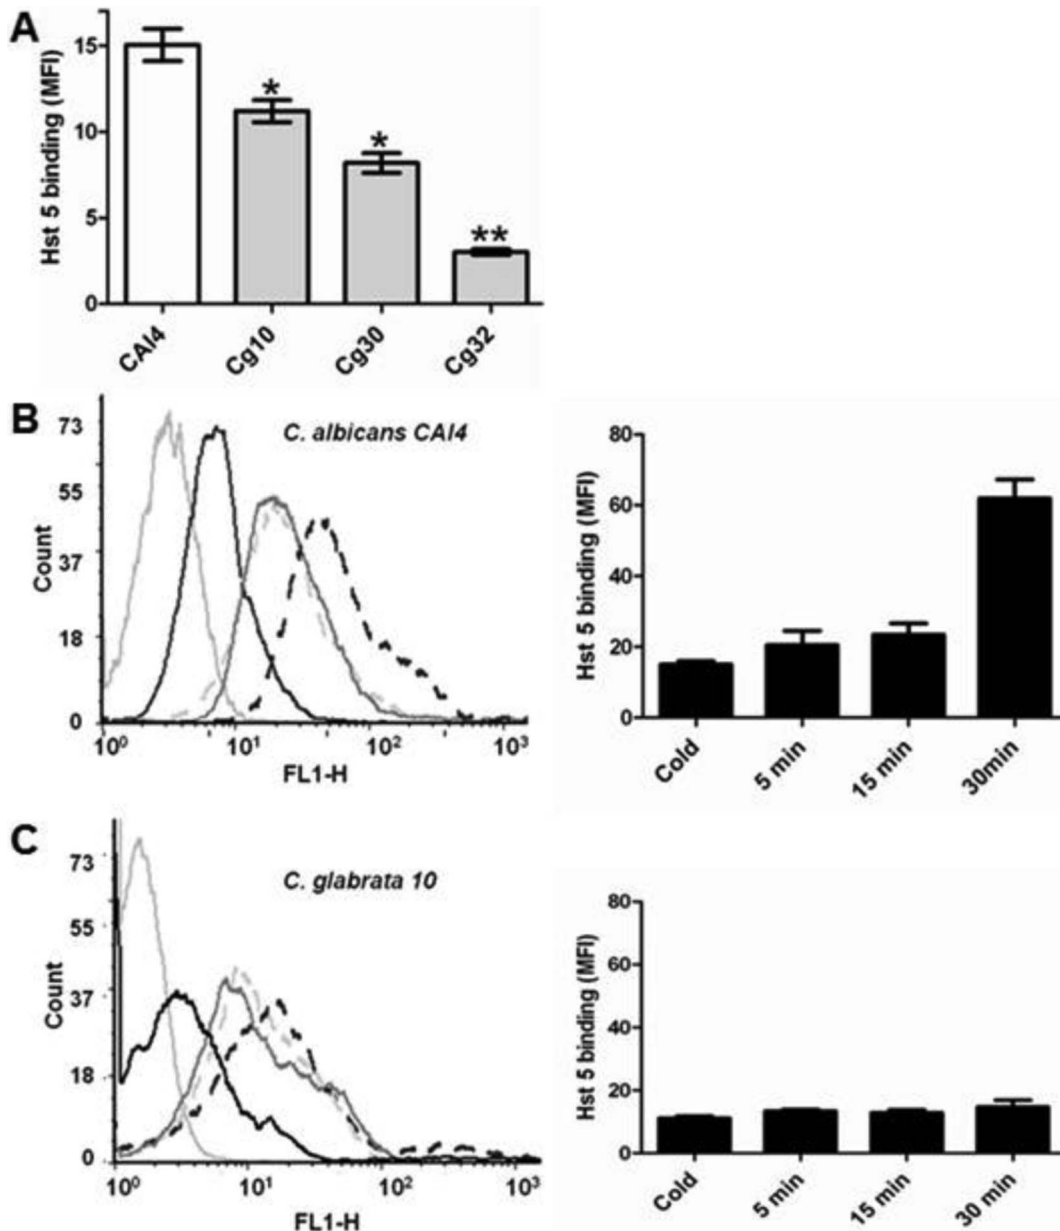 A
Hst 5 binding (MFI)
15
10
5
0
*
*
**
CAI4
Cg10
Cg30
Cg32
B
C. albicans CAI4
Count
73
55
37
18
0
10⁰
10¹
10²
10³
FL1-H
Hst 5 binding (MFI)
80
60
40
20
0
Cold
5 min
15 min
30min
C
C. glabrata 10
Count
73
55
37
18
0
10⁰
10¹
10²
10³
FL1-H
Hst 5 binding (MFI)
80
60
40
20
0
Cold
5 min
15 min
30 min